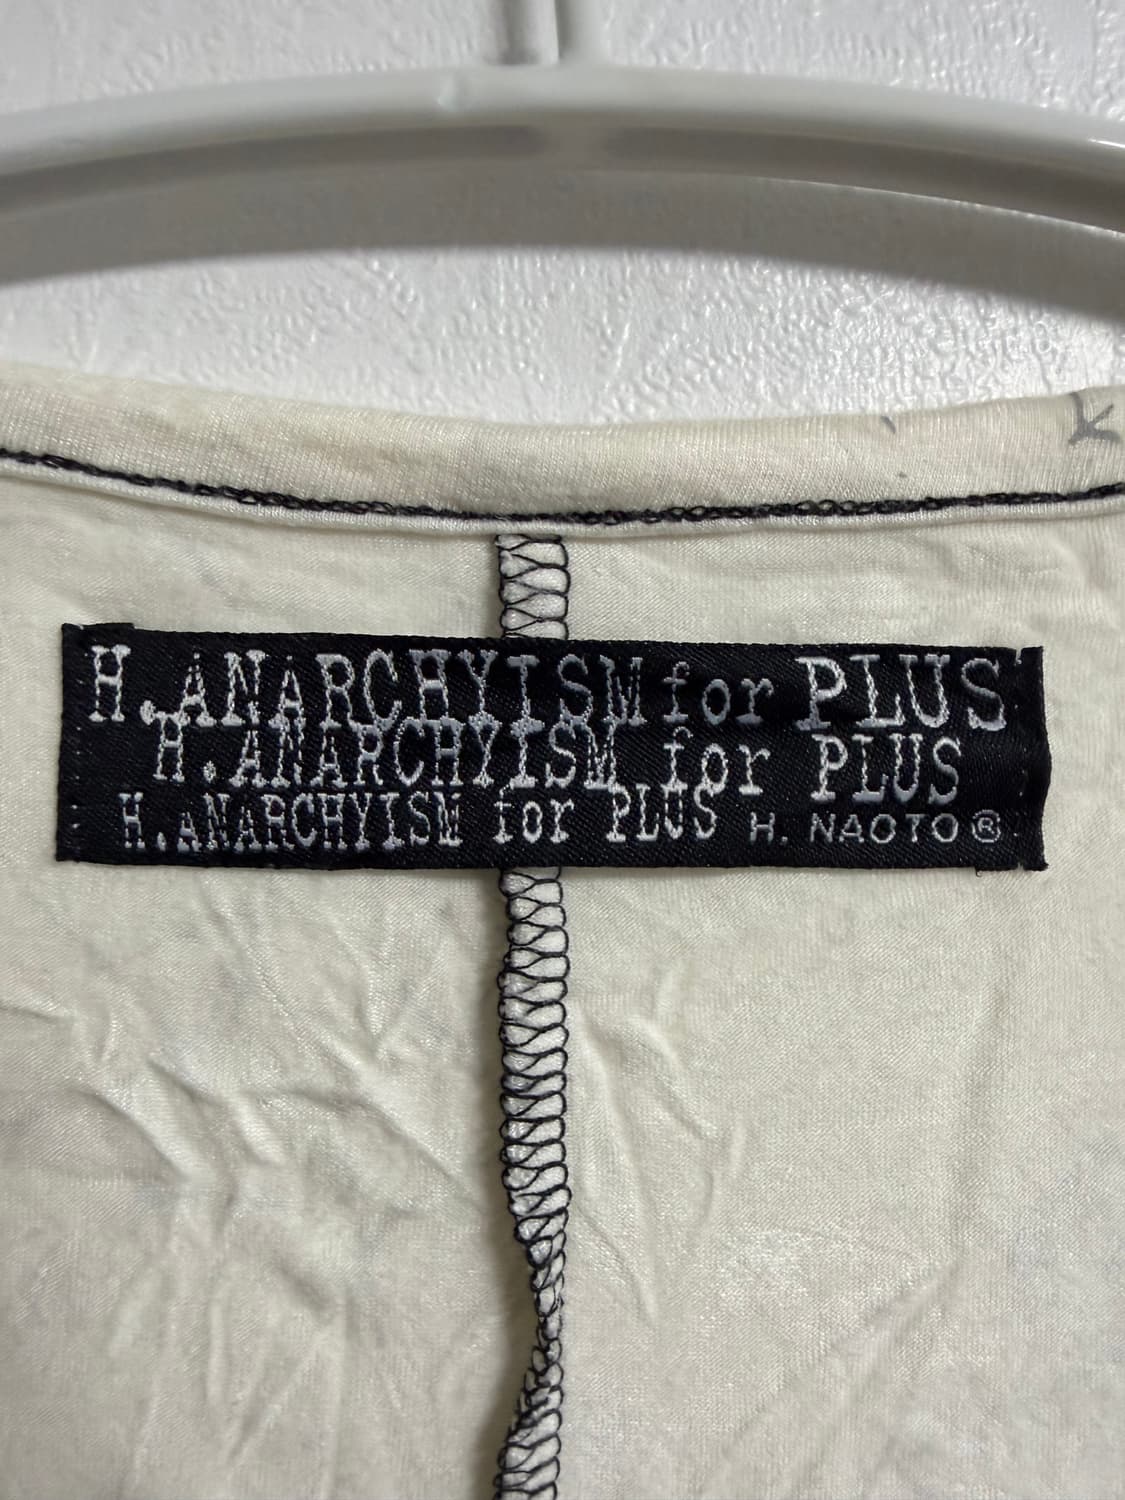 k
H.ANARCHYISM for PLUS
H.ANARCHYISM for PLUS
H.ANARCHYISM for PLUS H. NAOTO®